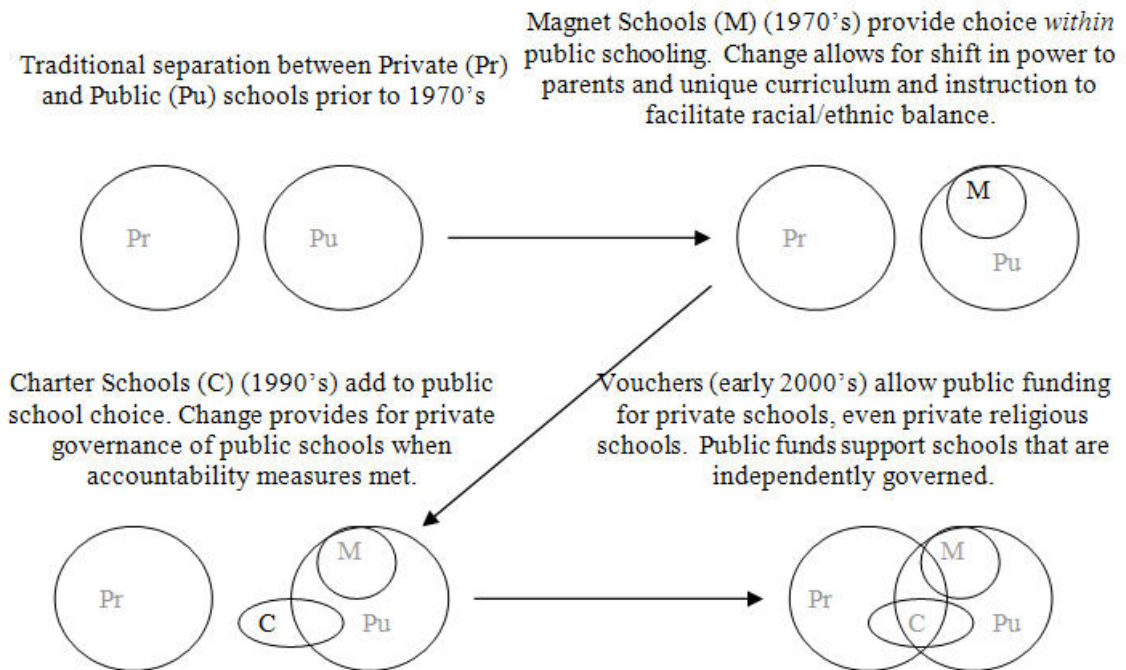 Traditional separation between Private (Pr)
and Public (Pu) schools prior to 1970's
Magnet Schools (M) (1970's) provide choice within
public schooling. Change allows for shift in power to
parents and unique curriculum and instruction to
facilitate racial/ethnic balance.
Pr
Pu
Pr
M
Pu
Charter Schools (C) (1990's) add to public
school choice. Change provides for private
governance of public schools when
accountability measures met.
Vouchers (early 2000's) allow public funding
for private schools, even private religious
schools. Public funds support schools that are
independently governed.
Pr
M
C
Pu
Pr
M
C
Pu